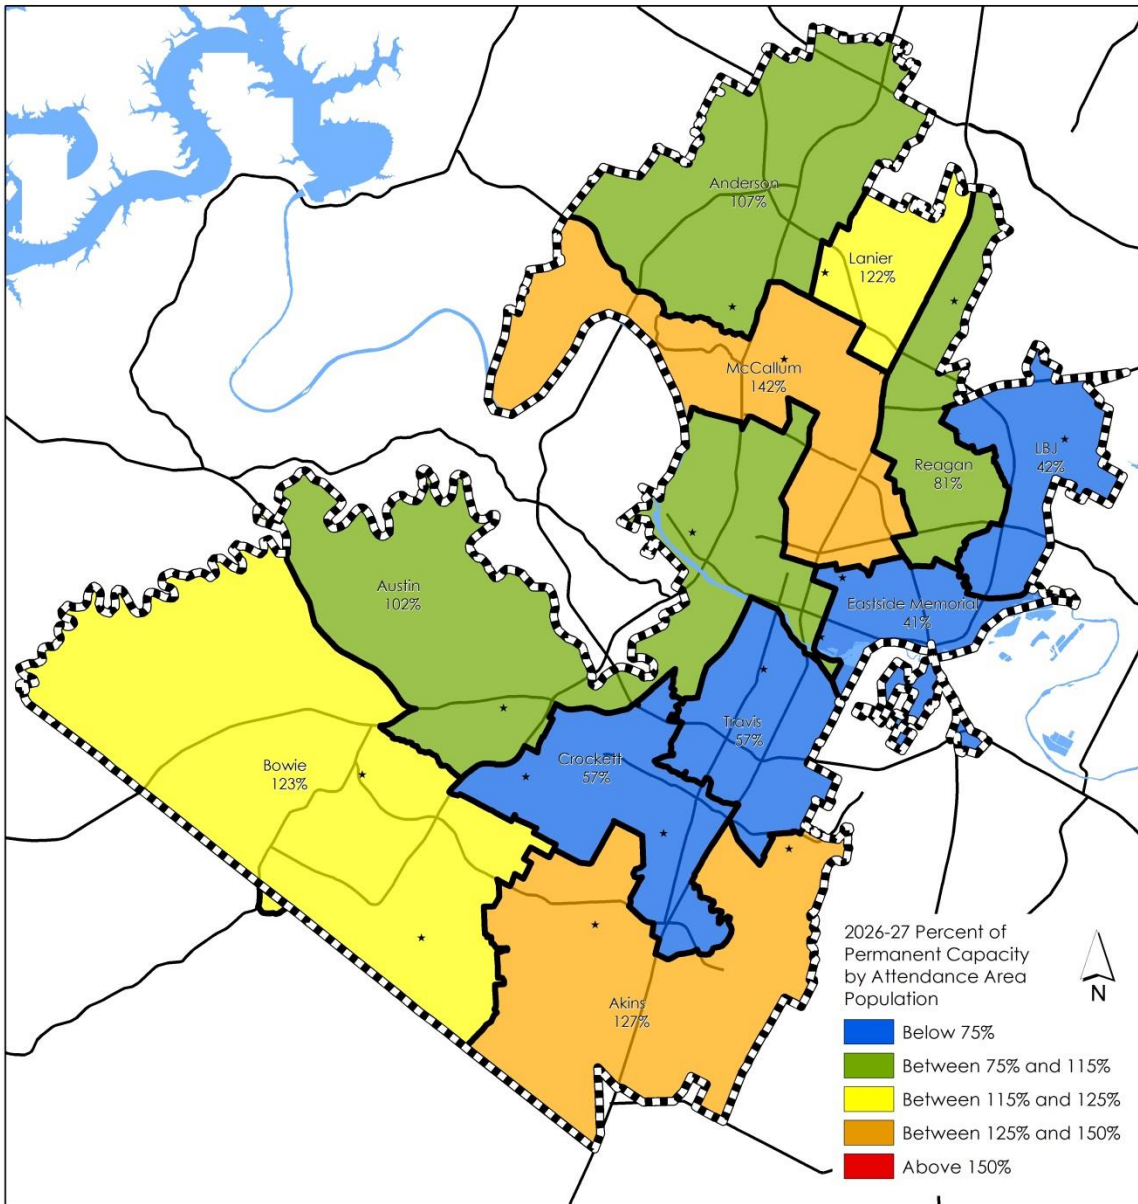 Anderson
107%
Lanier
122%
McCallum
142%
Reagan
81%
LBJ
42%
Austin
102%
Eastside Memorial
41%
Travis
57%
Crockett
57%
Bowie
123%
Akins
127%
2026-27 Percent of
Permanent Capacity
by Attendance Area
Population
N
Below 75%
Between 75% and 115%
Between 115% and 125%
Between 125% and 150%
Above 150%